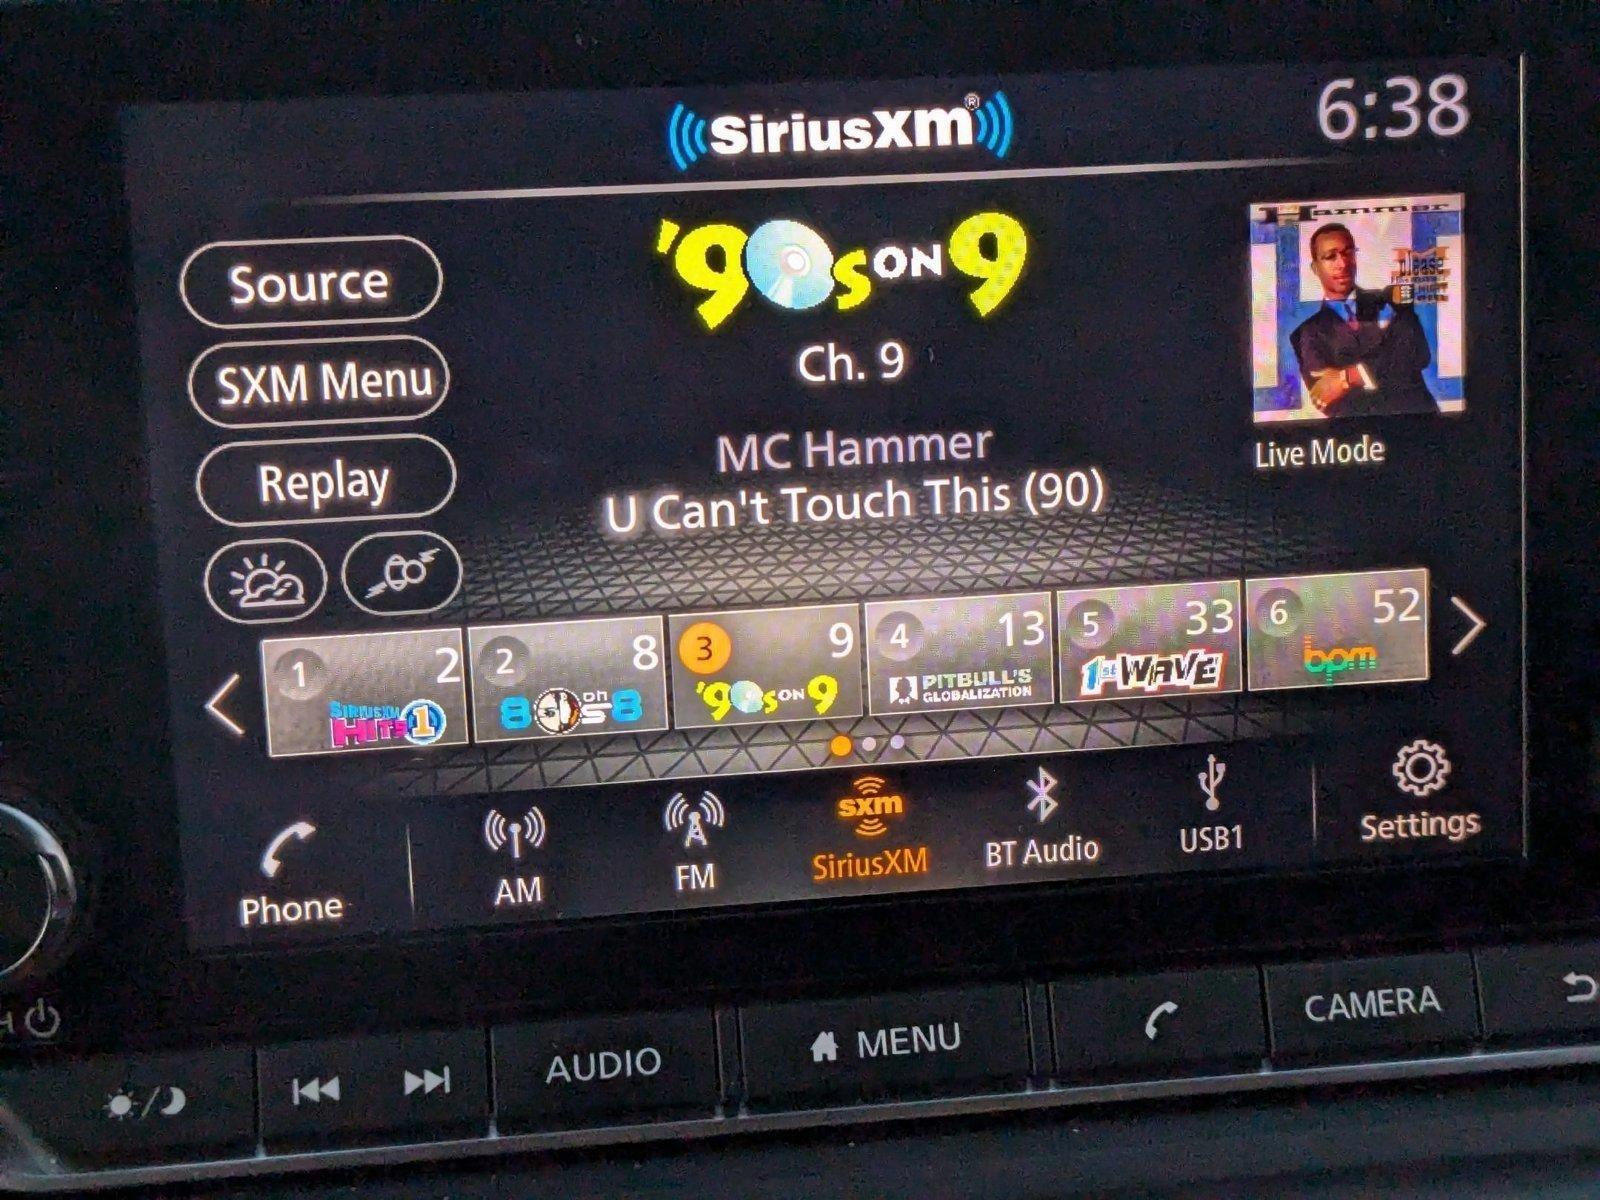 SiriusXM®
6:38
Source
SXM Menu
Replay
'90s ON 9
Ch. 9
MC Hammer
U Can't Touch This (90)
Hammer
please
Live Mode
1 2
SIRIUSXM
HITS 1
2 8
80s on 8
3 9
'90s ON 9
4 13
PITBULL'S
GLOBALIZATION
5 33
1st WAVE
6 52
bpm
Phone
AM
FM
sxm
SiriusXM
BT Audio
USB1
Settings
AUDIO
MENU
CAMERA